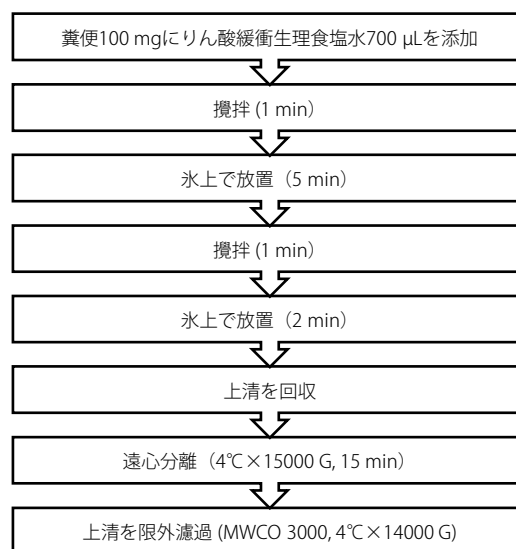 糞便100 mgにりん酸緩衝生理食塩水700 μLを添加
攪拌 (1 min)
氷上で放置（5 min）
攪拌 (1 min)
氷上で放置（2 min）
上清を回収
遠心分離（4℃×15000 G, 15 min）
上清を限外濾過 (MWCO 3000, 4℃×14000 G)